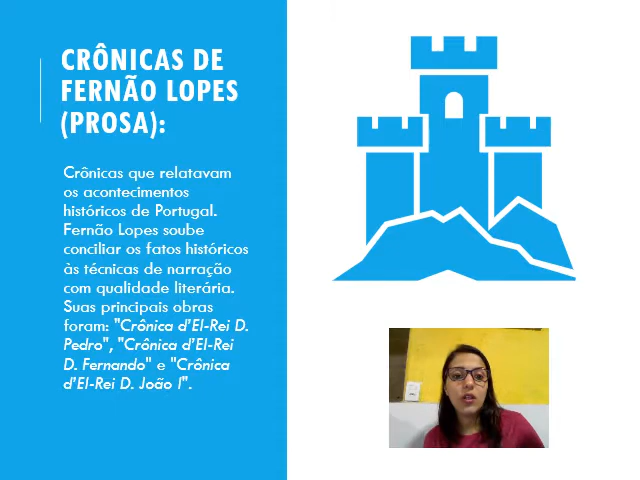 CRÔNICAS DE
FERNÃO LOPES
(PROSA):
Crônicas que relatavam
os acontecimentos
históricos de Portugal.
Fernão Lopes soube
conciliar os fatos históricos
às técnicas de narração
com qualidade literária.
Suas principais obras
foram: "Crônica d'El-Rei D.
Pedro", "Crônica d'El-Rei
D. Fernando" e "Crônica
d'El-Rei D. João I".